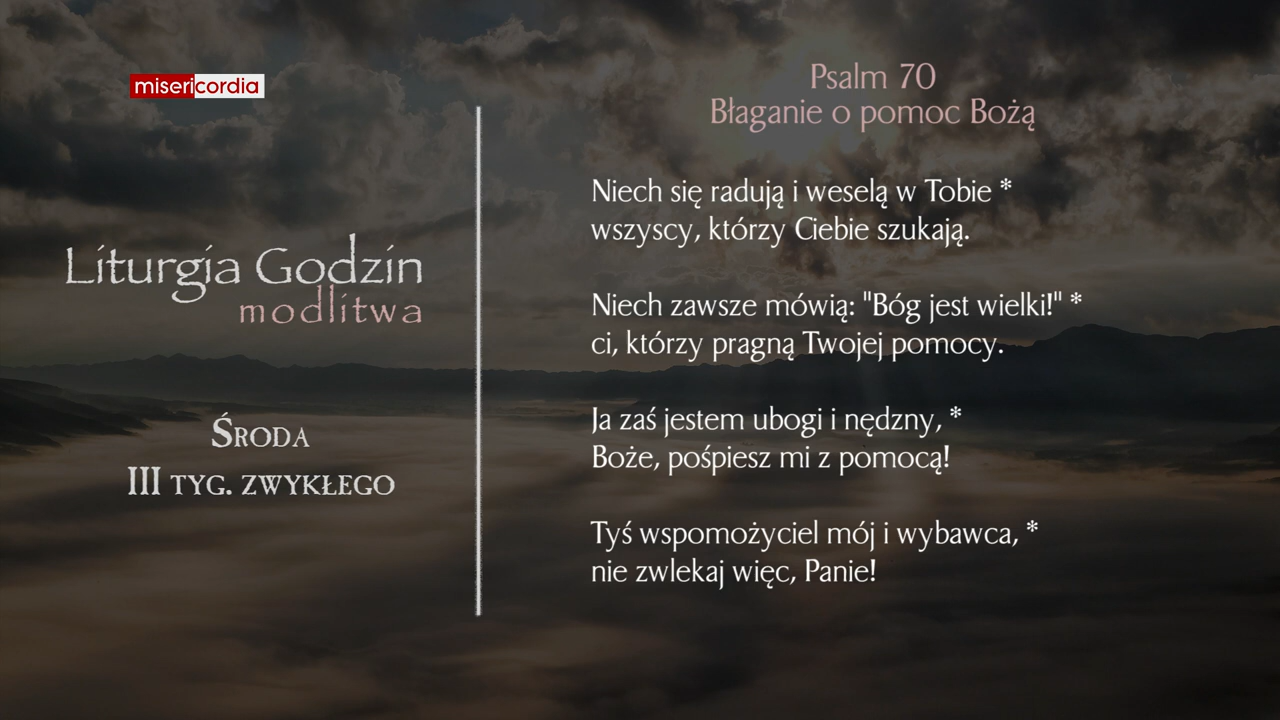 misericordia
Liturgia Godzin
modlitwa
Środa
III tyg. zwykłego
Psalm 70
Błaganie o pomoc Bożą
Niech się radują i weselą w Tobie *
wszyscy, którzy Ciebie szukają.
Niech zawsze mówią: "Bóg jest wielki!" *
ci, którzy pragną Twojej pomocy.
Ja zaś jestem ubogi i nędzny, *
Boże, pośpiesz mi z pomocą!
Tyś wspomożyciel mój i wybawca, *
nie zwlekaj więc, Panie!